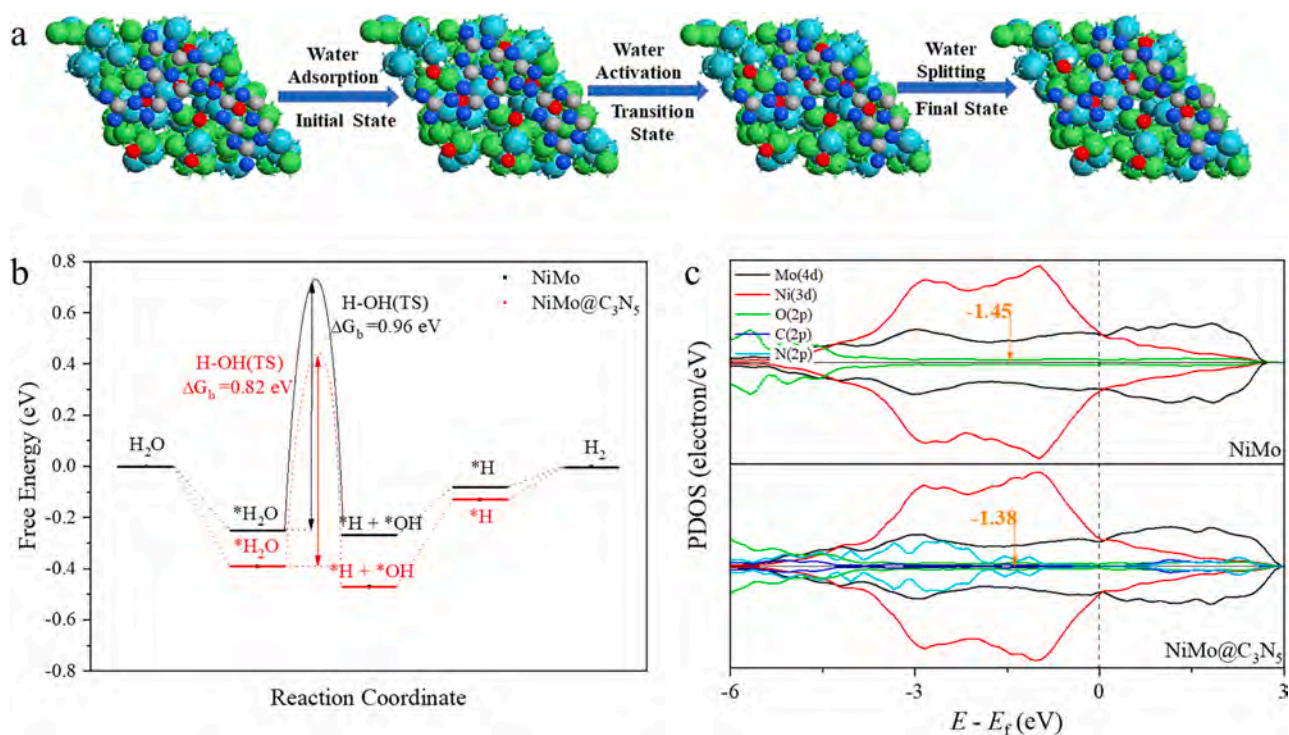 a
Water
Adsorption
Initial State
Water
Activation
Transition
State
Water
Splitting
Final State
b
0.8
0.6
0.4
0.2
0.0
-0.2
-0.4
-0.6
-0.8
Free Energy (eV)
Reaction Coordinate
NiMo
NiMo@C₃N₅
H-OH(TS)
ΔG_b =0.96 eV
H-OH(TS)
ΔG_b =0.82 eV
H₂O
*H₂O
*H₂O
*H + *OH
*H + *OH
*H
*H
H₂
c
Mo(4d)
Ni(3d)
O(2p)
C(2p)
N(2p)
-1.45
NiMo
-1.38
NiMo@C₃N₅
PDOS (electron/eV)
-6
-3
0
3
E - E_f (eV)